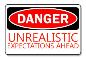 DANGER
UNREALISTIC
EXPECTATIONS AHEAD